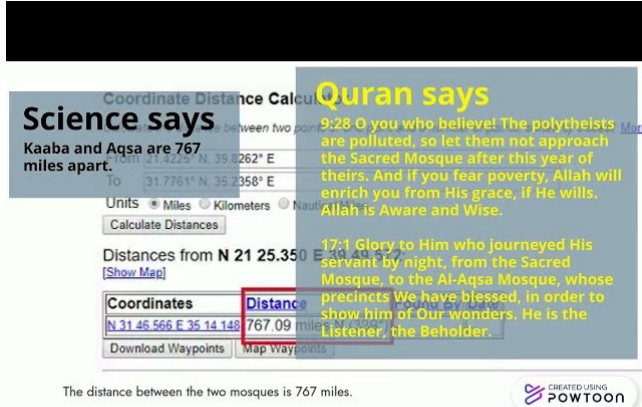 Coordinate Distance Calculator
Science says
Kaaba and Aqsa are 767
miles apart.
between two
From 21.4225° N, 39.8262° E
To 31.7761° N, 35.2358° E
Units Miles Kilometers
Calculate Distances
Distances from N 21 25.350 E 39 49.572:
[Show Map]
Coordinates Distance
N 31 46.566 E 35 14.148 767.09 miles N
Download Waypoints Map Waypoints
Quran says
9:28 O you who believe! The polytheists
are polluted, so let them not approach
the Sacred Mosque after this year of
theirs. And if you fear poverty, Allah will
enrich you from His grace, if He wills.
Allah is Aware and Wise.
17:1 Glory to Him who journeyed His
servant by night, from the Sacred
Mosque, to the Al-Aqsa Mosque, whose
precincts We have blessed, in order to
show him of Our wonders. He is the
Listener, the Beholder.
The distance between the two mosques is 767 miles.
CREATED USING
POWTOON